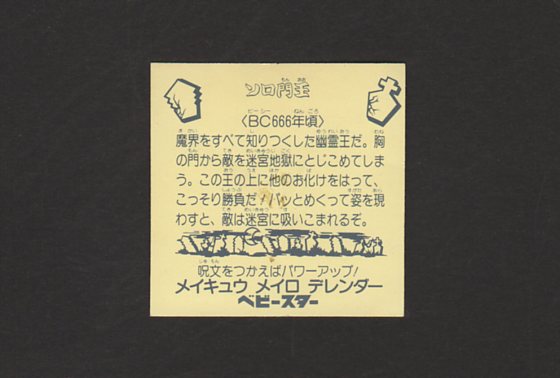 ソロ門王
〈BC666年頃〉
魔界をすべて知りつくした幽霊王だ。胸
の門から敵を迷宮地獄にとじこめてしま
う。この王の上に他のお化けをはって、
こっそり勝負だ!バッとめくって姿を現
わすと、敵は迷宮に吸いこまれるぞ。
呪文をつかえばパワーアップ!
メイキュウ メイロ デレンダー
ベビースター